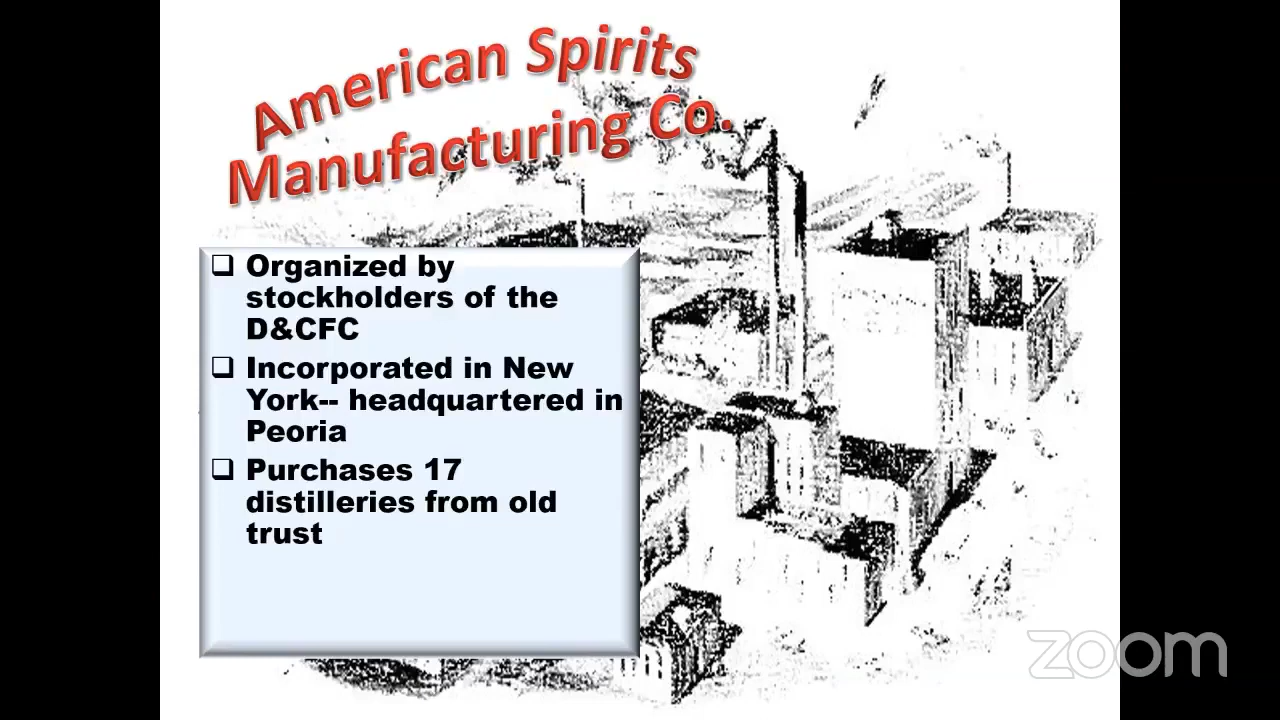 American Spirits
Manufacturing Co.
❑ Organized by
stockholders of the
D&CFC
❑ Incorporated in New
York-- headquartered in
Peoria
❑ Purchases 17
distilleries from old
trust
zoom